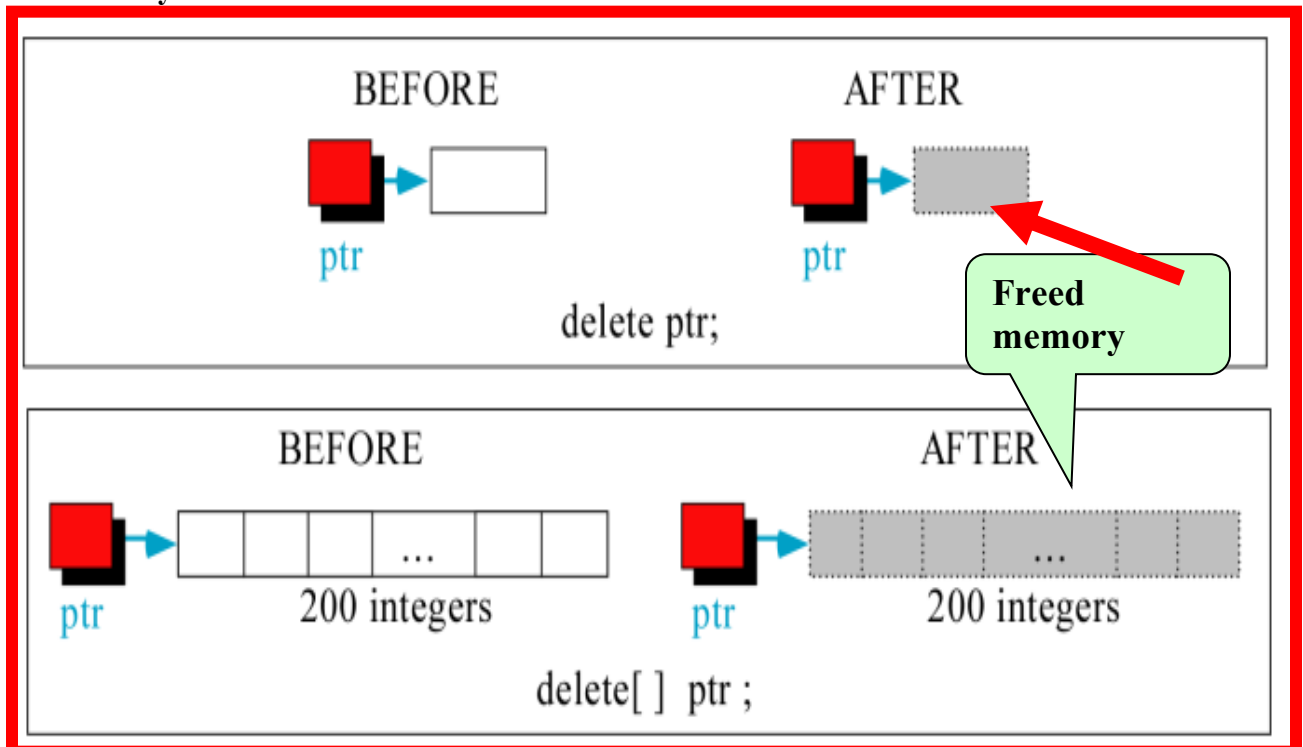 BEFORE AFTER
ptr ptr
delete ptr;
Freed
memory
BEFORE AFTER
... ...
ptr 200 integers ptr 200 integers
delete[ ] ptr ;